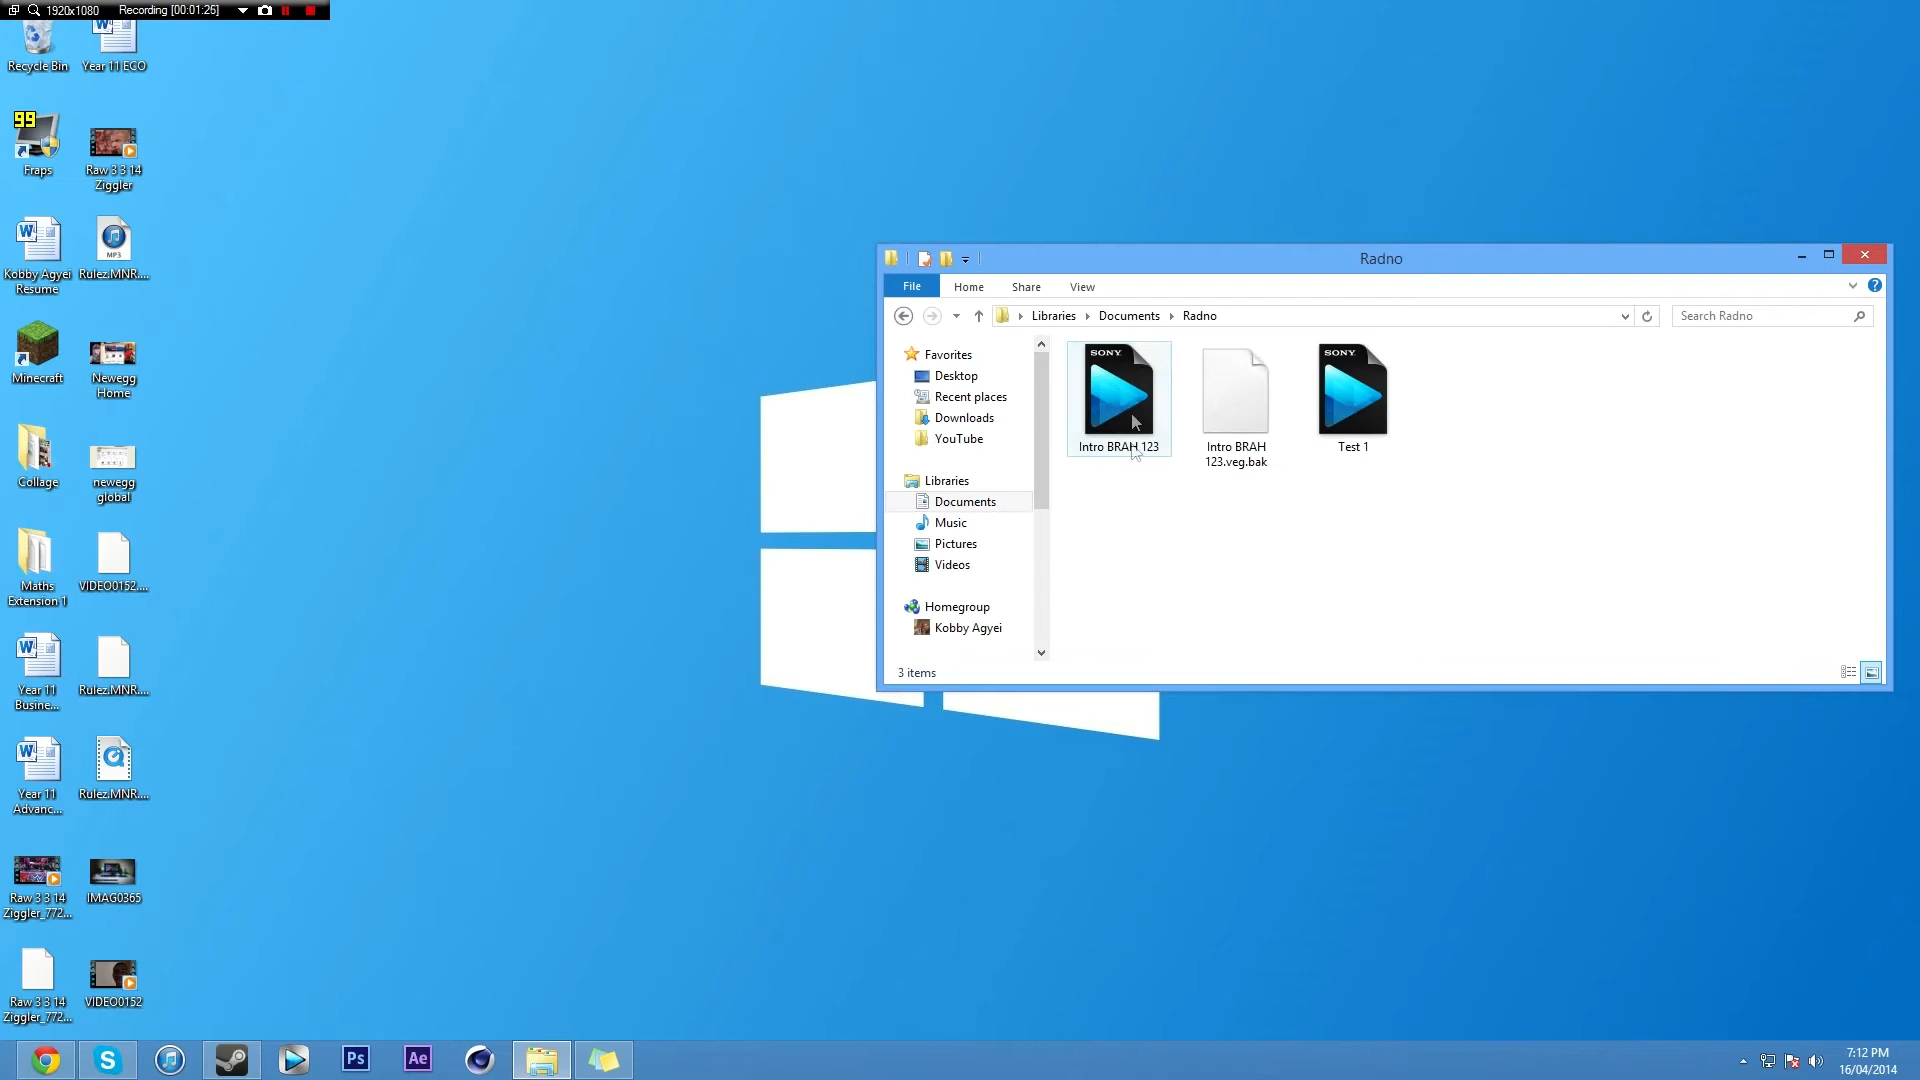 1920x1080 Recording [00:01:25]
Recycle Bin
Year 11 ECO
99
Fraps
Raw 3 3 14
Ziggler
Kobby Agyei
Resume
MP3
Rulez.MNR....
Minecraft
Newegg
Home
Collage
newegg
global
Maths
Extension 1
VIDEO0152....
Year 11
Busine...
Rulez.MNR....
Year 11
Advanc...
Rulez.MNR....
Raw 3 3 14
Ziggler_772...
IMAG0365
Raw 3 3 14
Ziggler_772...
VIDEO0152
Radno
File Home Share View
Libraries Documents Radno
Search Radno
Favorites
Desktop
Recent places
Downloads
YouTube
Libraries
Documents
Music
Pictures
Videos
Homegroup
Kobby Agyei
SONY
Intro BRAH 123
Intro BRAH
123.veg.bak
SONY
Test 1
3 items
Ps
Ae
7:12 PM
16/04/2014